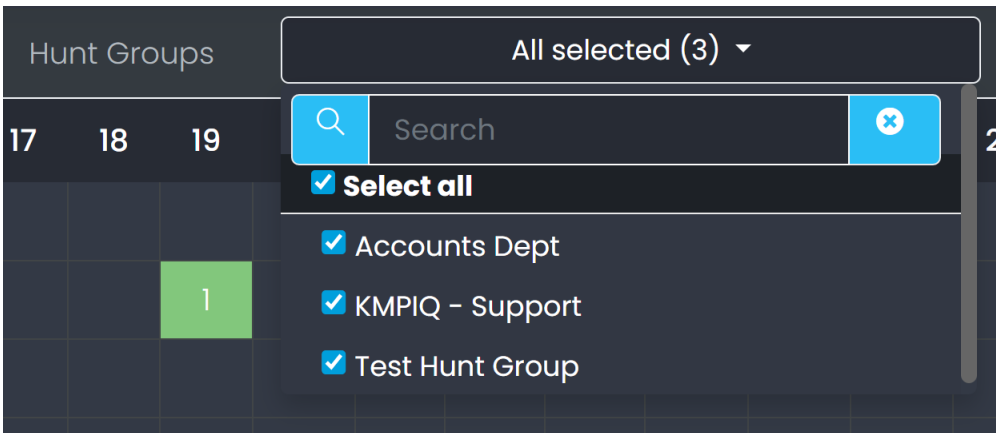 Hunt Groups
All selected (3)
Search
17 18 19
Select all
Accounts Dept
1
KMPIQ - Support
Test Hunt Group